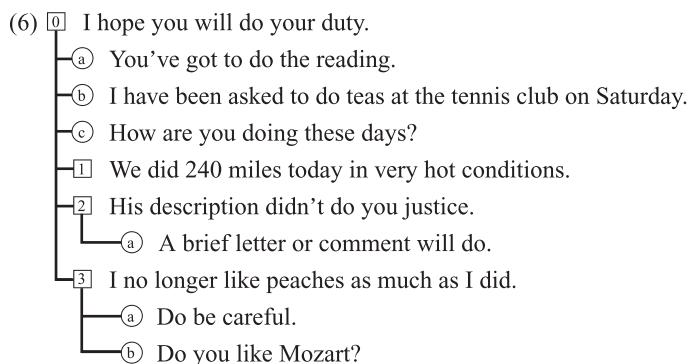 (6) 0 I hope you will do your duty.
a You’ve got to do the reading.
b I have been asked to do teas at the tennis club on Saturday.
c How are you doing these days?
1 We did 240 miles today in very hot conditions.
2 His description didn’t do you justice.
a A brief letter or comment will do.
3 I no longer like peaches as much as I did.
a Do be careful.
b Do you like Mozart?